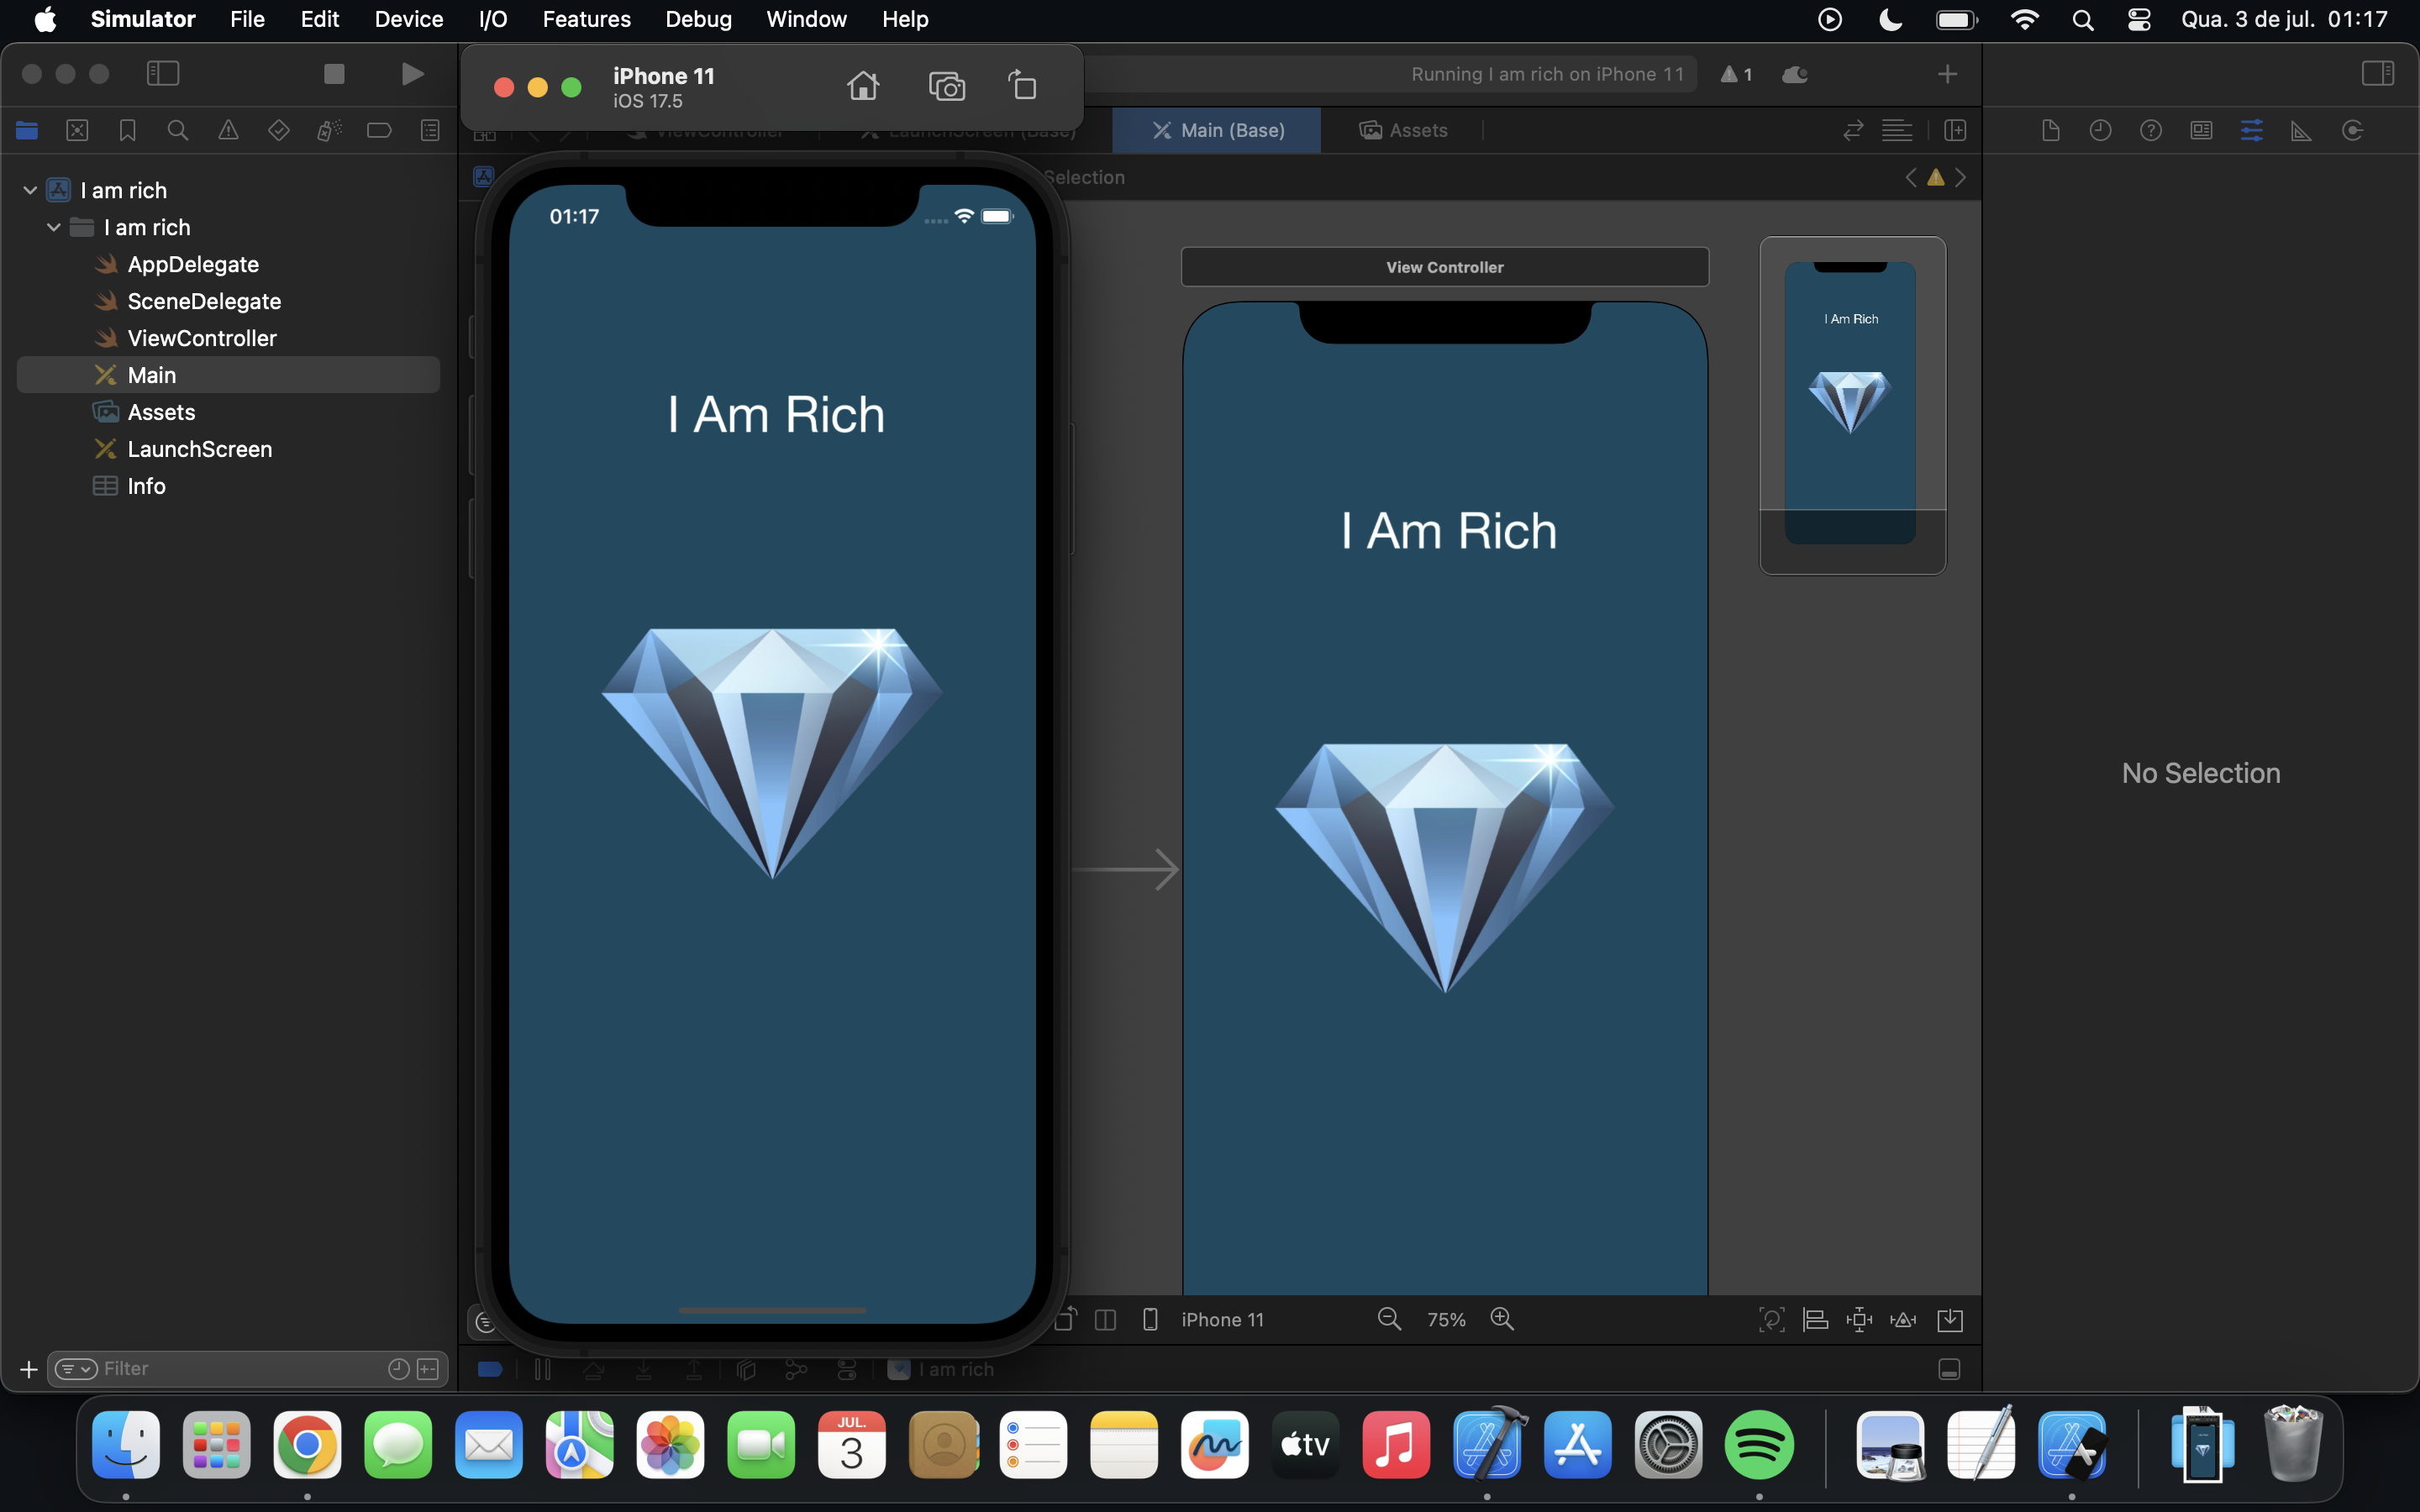 Simulator File Edit Device I/O Features Debug Window Help Qua. 3 de jul. 01:17
iPhone 11
iOS 17.5
Running I am rich on iPhone 11 1
ViewController LaunchScreen (Base) Main (Base) Assets
Selection
I am rich
I am rich
AppDelegate
SceneDelegate
ViewController
Main
Assets
LaunchScreen
Info
01:17
I Am Rich
View Controller
I Am Rich
I Am Rich
No Selection
iPhone 11 75%
Filter
I am rich
JUL.
3
tv